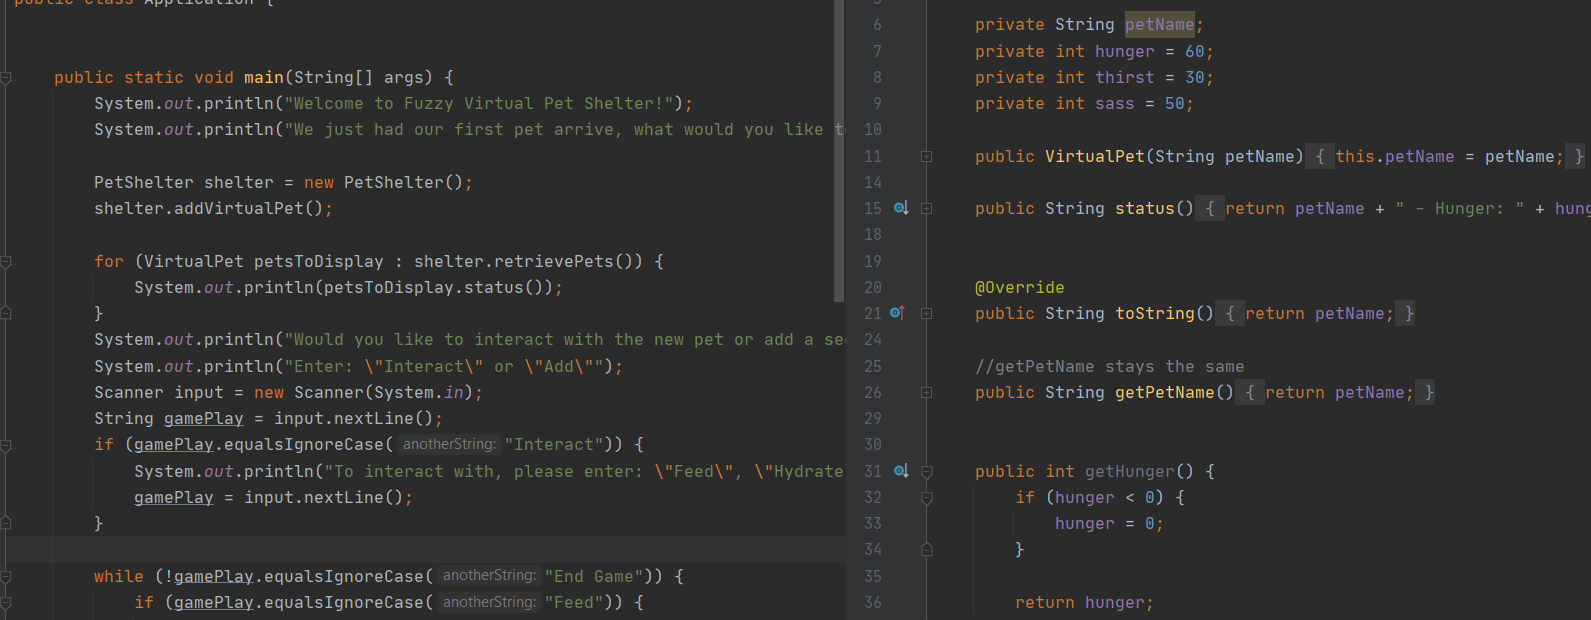 public class Application {
public static void main(String[] args) {
System.out.println("Welcome to Fuzzy Virtual Pet Shelter!");
System.out.println("We just had our first pet arrive, what would you like
PetShelter shelter = new PetShelter();
shelter.addVirtualPet();
for (VirtualPet petsToDisplay : shelter.retrievePets()) {
System.out.println(petsToDisplay.status());
}
System.out.println("Would you like to interact with the new pet or add a
System.out.println("Enter: \"Interact\" or \"Add\"");
Scanner input = new Scanner(System.in);
String gamePlay = input.nextLine();
if (gamePlay.equalsIgnoreCase( anotherString: "Interact")) {
System.out.println("To interact with, please enter: \"Feed\", \"Hydrate
gamePlay = input.nextLine();
}
while (!gamePlay.equalsIgnoreCase( anotherString: "End Game")) {
if (gamePlay.equalsIgnoreCase( anotherString: "Feed")) {
6 private String petName;
7 private int hunger = 60;
8 private int thirst = 30;
9 private int sass = 50;
10
11 public VirtualPet(String petName) { this.petName = petName; }
14
15 public String status() { return petName + " - Hunger: " + hung
18
19
20 @Override
21 public String toString() { return petName; }
24
25 //getPetName stays the same
26 public String getPetName() { return petName; }
29
30
31 public int getHunger() {
32 if (hunger < 0) {
33 hunger = 0;
34 }
35
36 return hunger;